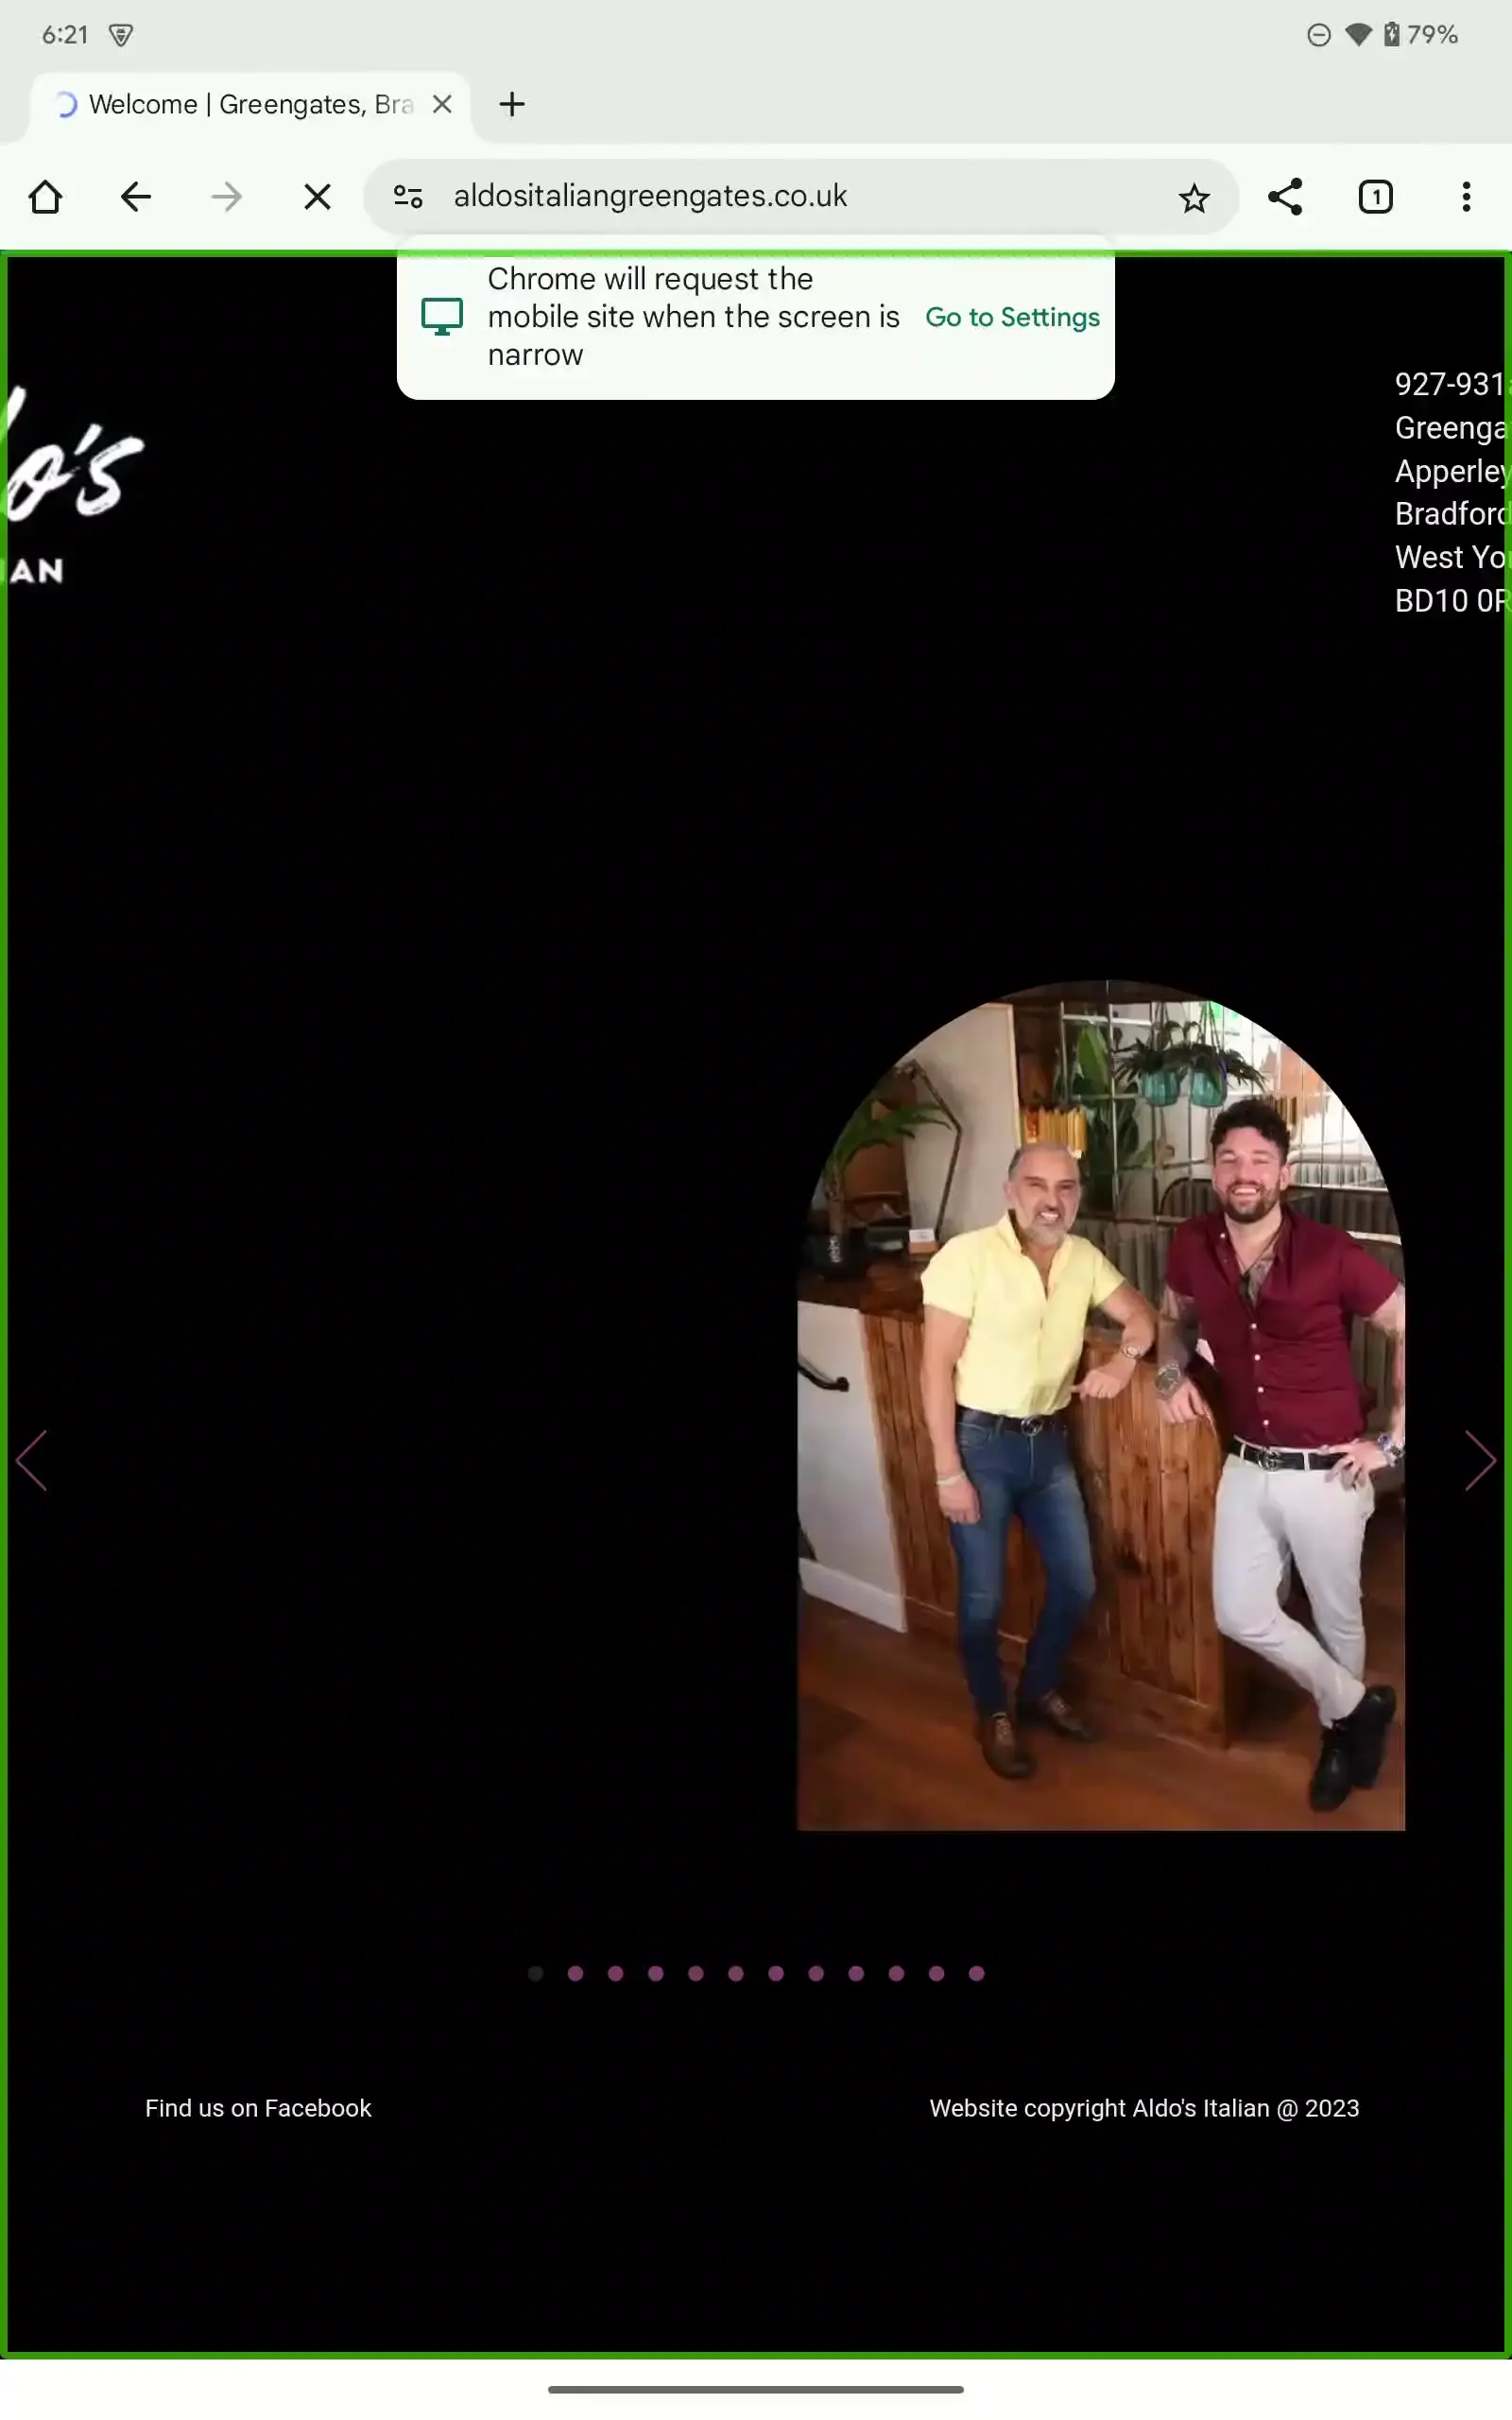 6:21
79%
Welcome | Greengates, Bra
aldositaliangreengates.co.uk
1
Chrome will request the
mobile site when the screen is
narrow
Go to Settings
o's
AN
927-931
Greenga
Apperley
Bradford
West Yo
BD10 0R
Find us on Facebook
Website copyright Aldo's Italian @ 2023